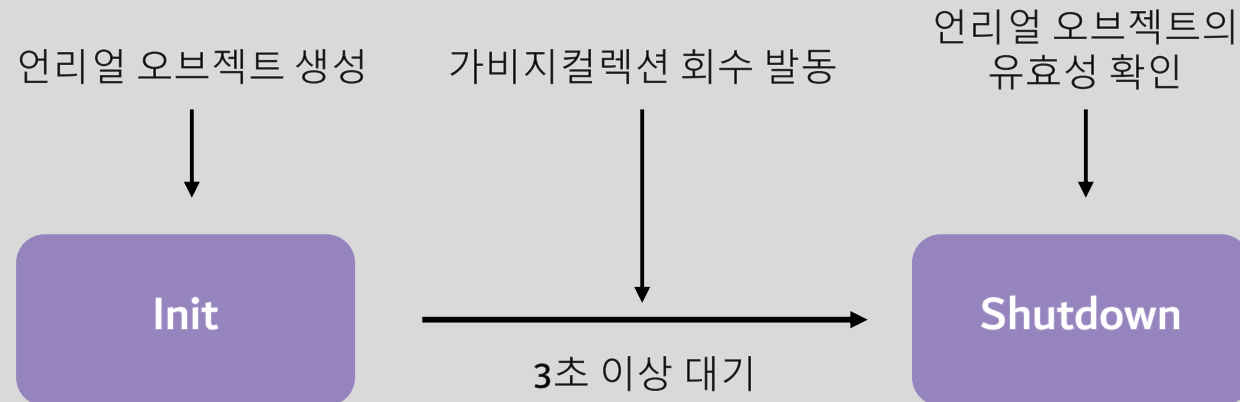 언리얼 오브젝트 생성
가비지컬렉션 회수 발동
언리얼 오브젝트의
유효성 확인
Init
3초 이상 대기
Shutdown